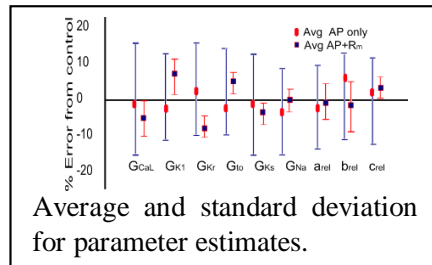 20
Avg AP only
Avg AP+Rm
10
0
-10
-20
% Error from control
GCaL GK1 GKr Gto GKs GNa arel brel crel
Average and standard deviation
for parameter estimates.